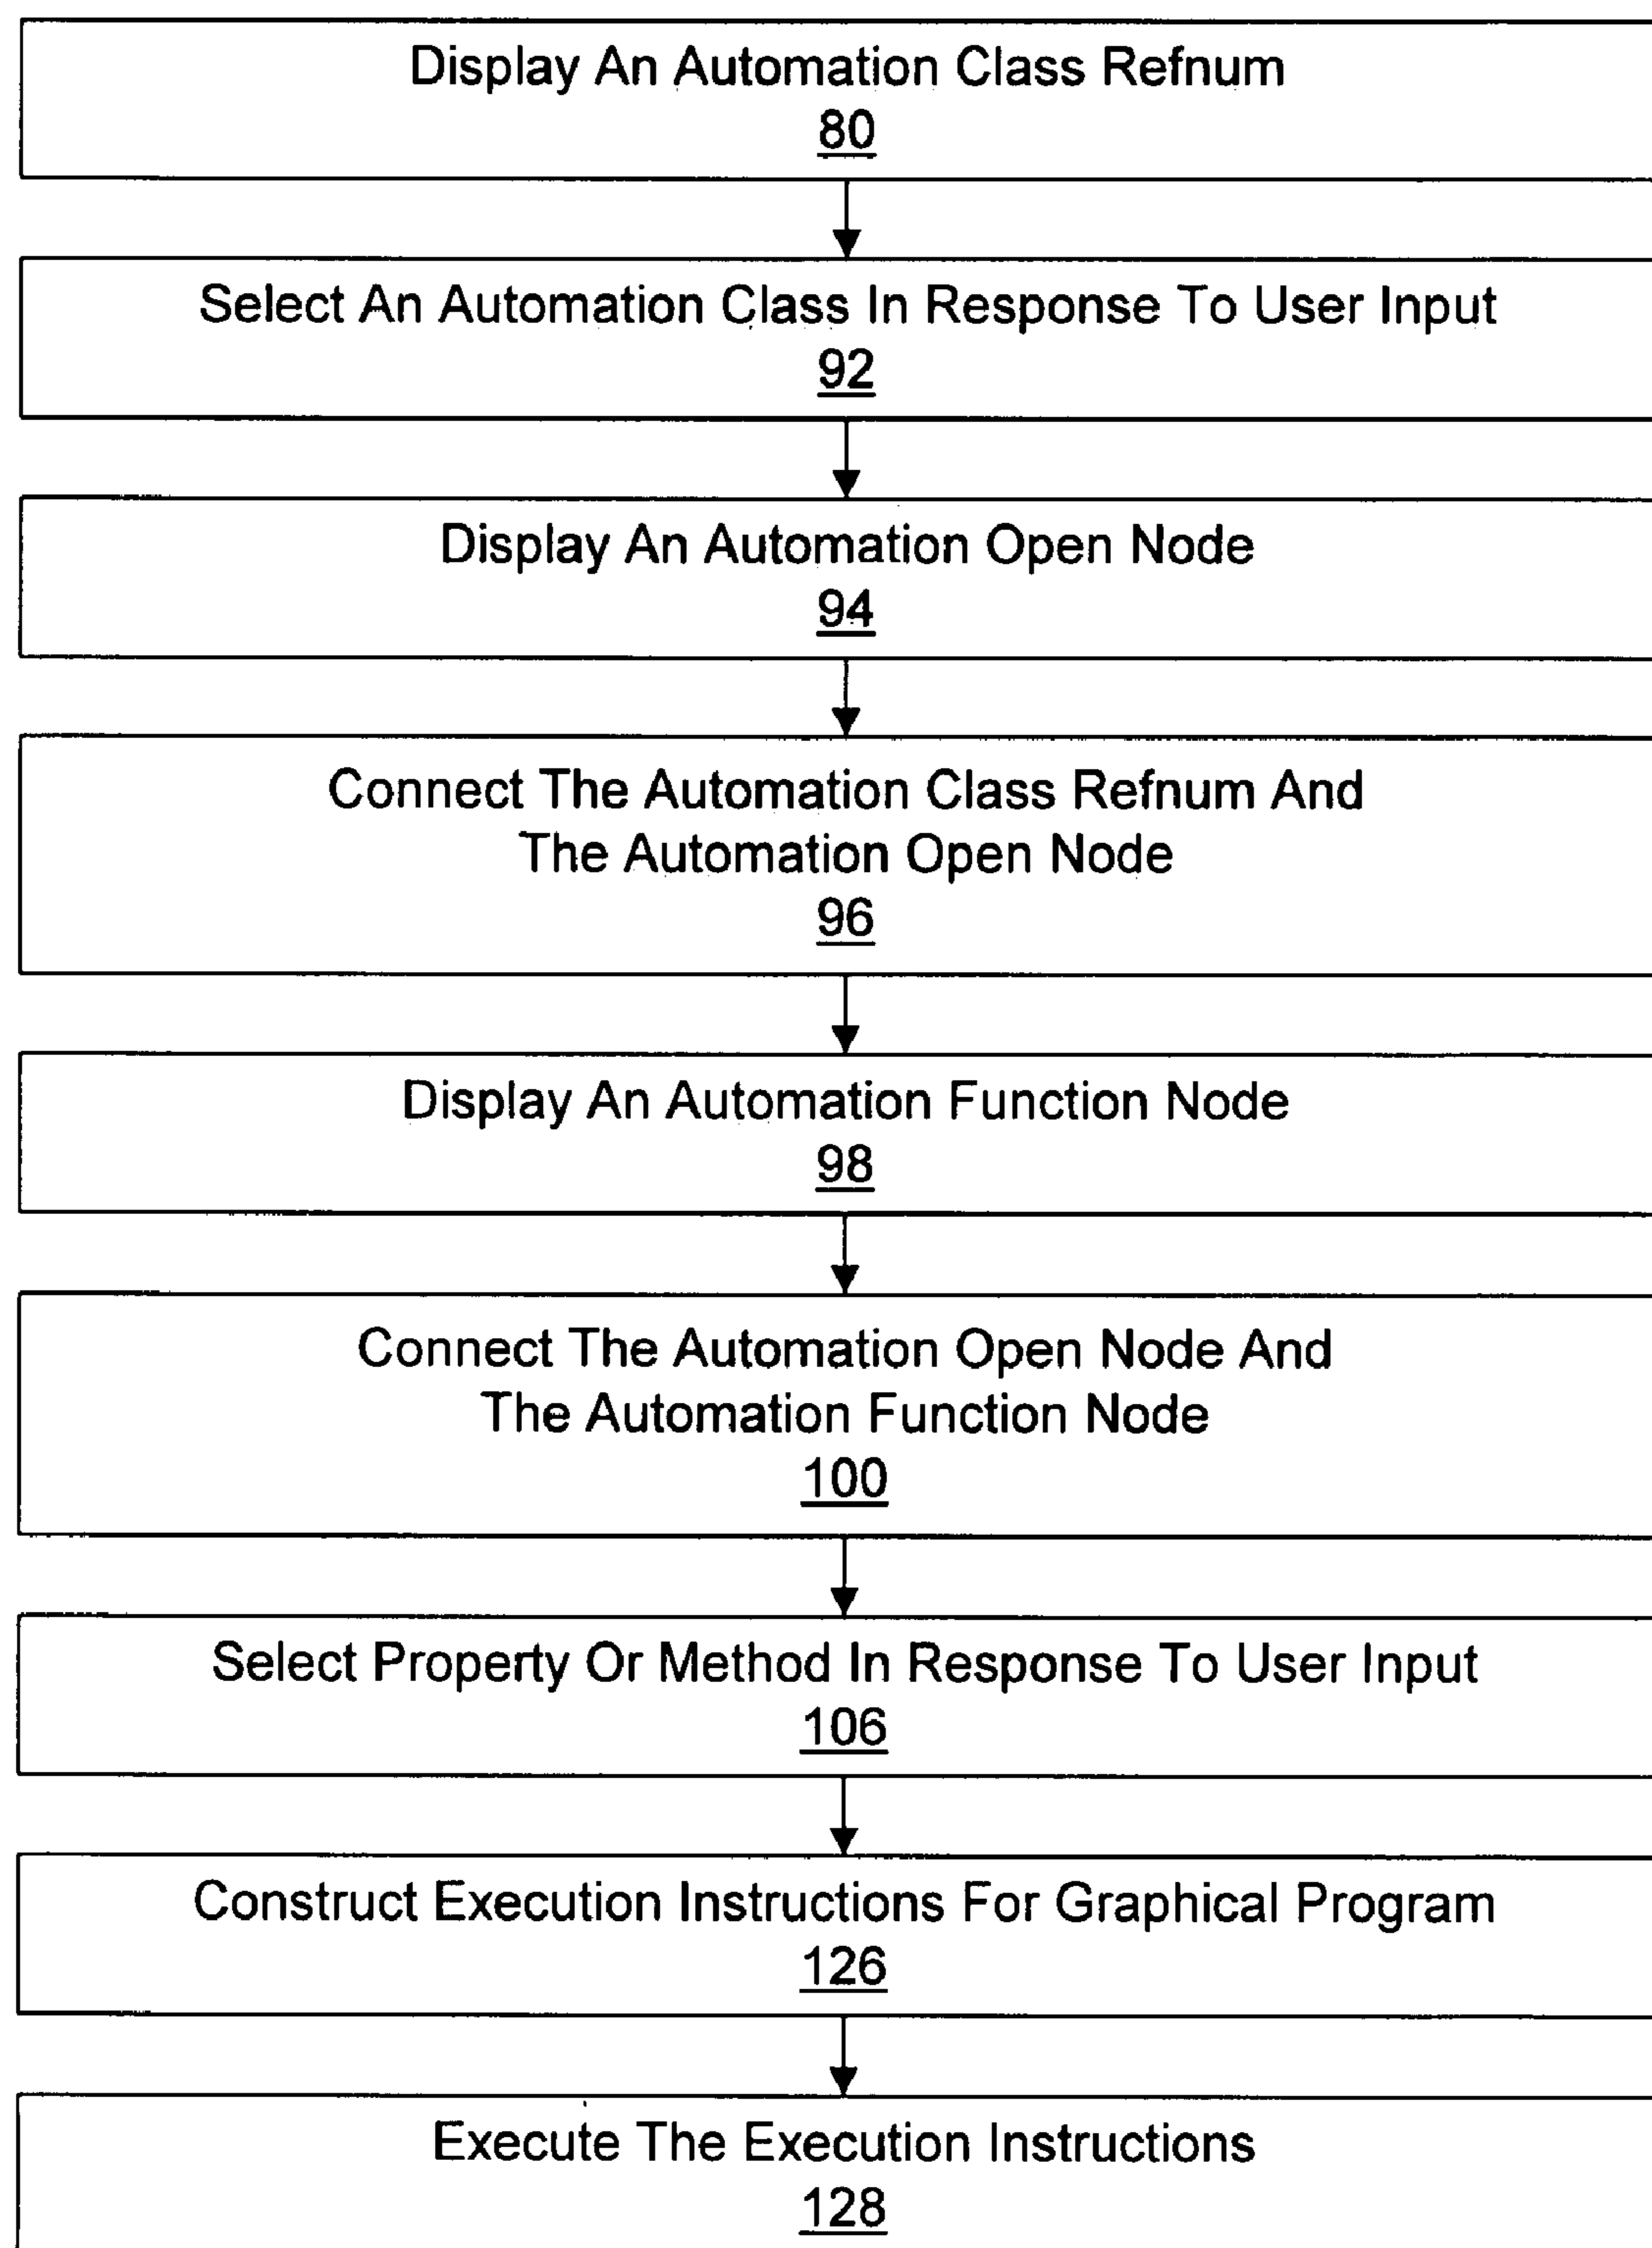 Display An Automation Class Refnum
80
Select An Automation Class In Response To User Input
92
Display An Automation Open Node
94
Connect The Automation Class Refnum And
The Automation Open Node
96
Display An Automation Function Node
98
Connect The Automation Open Node And
The Automation Function Node
100
Select Property Or Method In Response To User Input
106
Construct Execution Instructions For Graphical Program
126
Execute The Execution Instructions
128